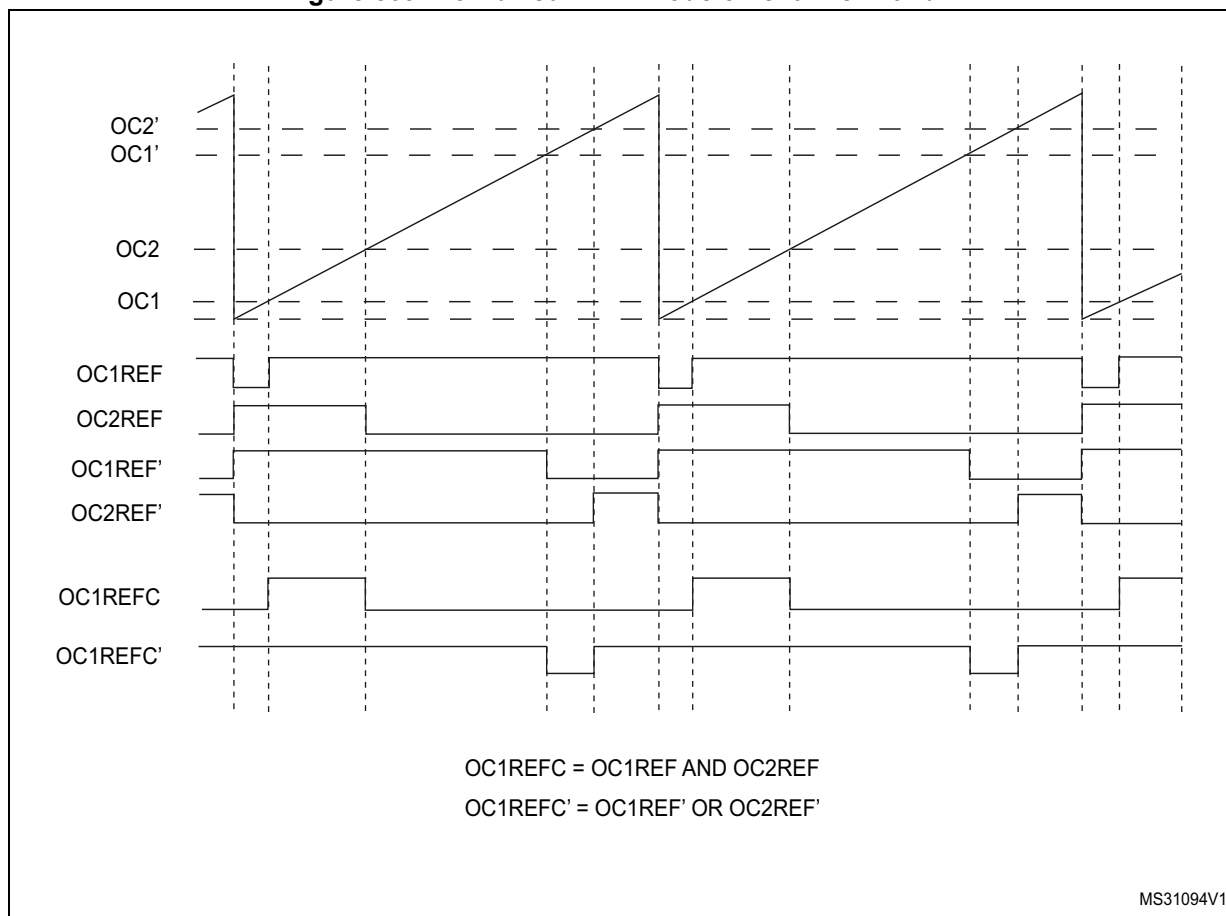 OC2’
OC1’
OC2
OC1
OC1REF
OC2REF
OC1REF’
OC2REF’
OC1REFC
OC1REFC’
OC1REFC = OC1REF AND OC2REF
OC1REFC’ = OC1REF’ OR OC2REF’
MS31094V1